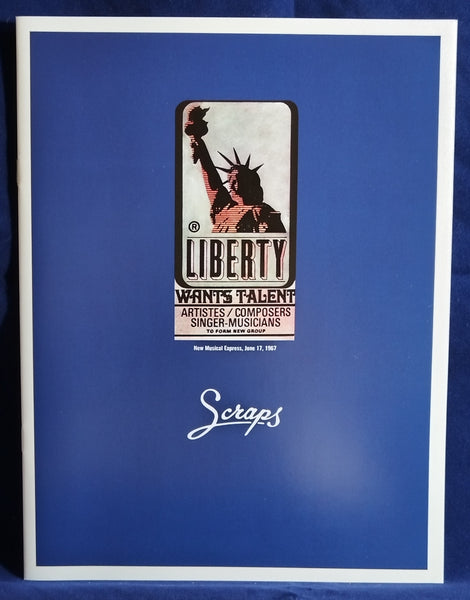 ®
LIBERTY
WANTS TALENT
ARTISTES/COMPOSERS
SINGER-MUSICIANS
TO FORM NEW GROUP
New Musical Express, June 17, 1967
Scraps